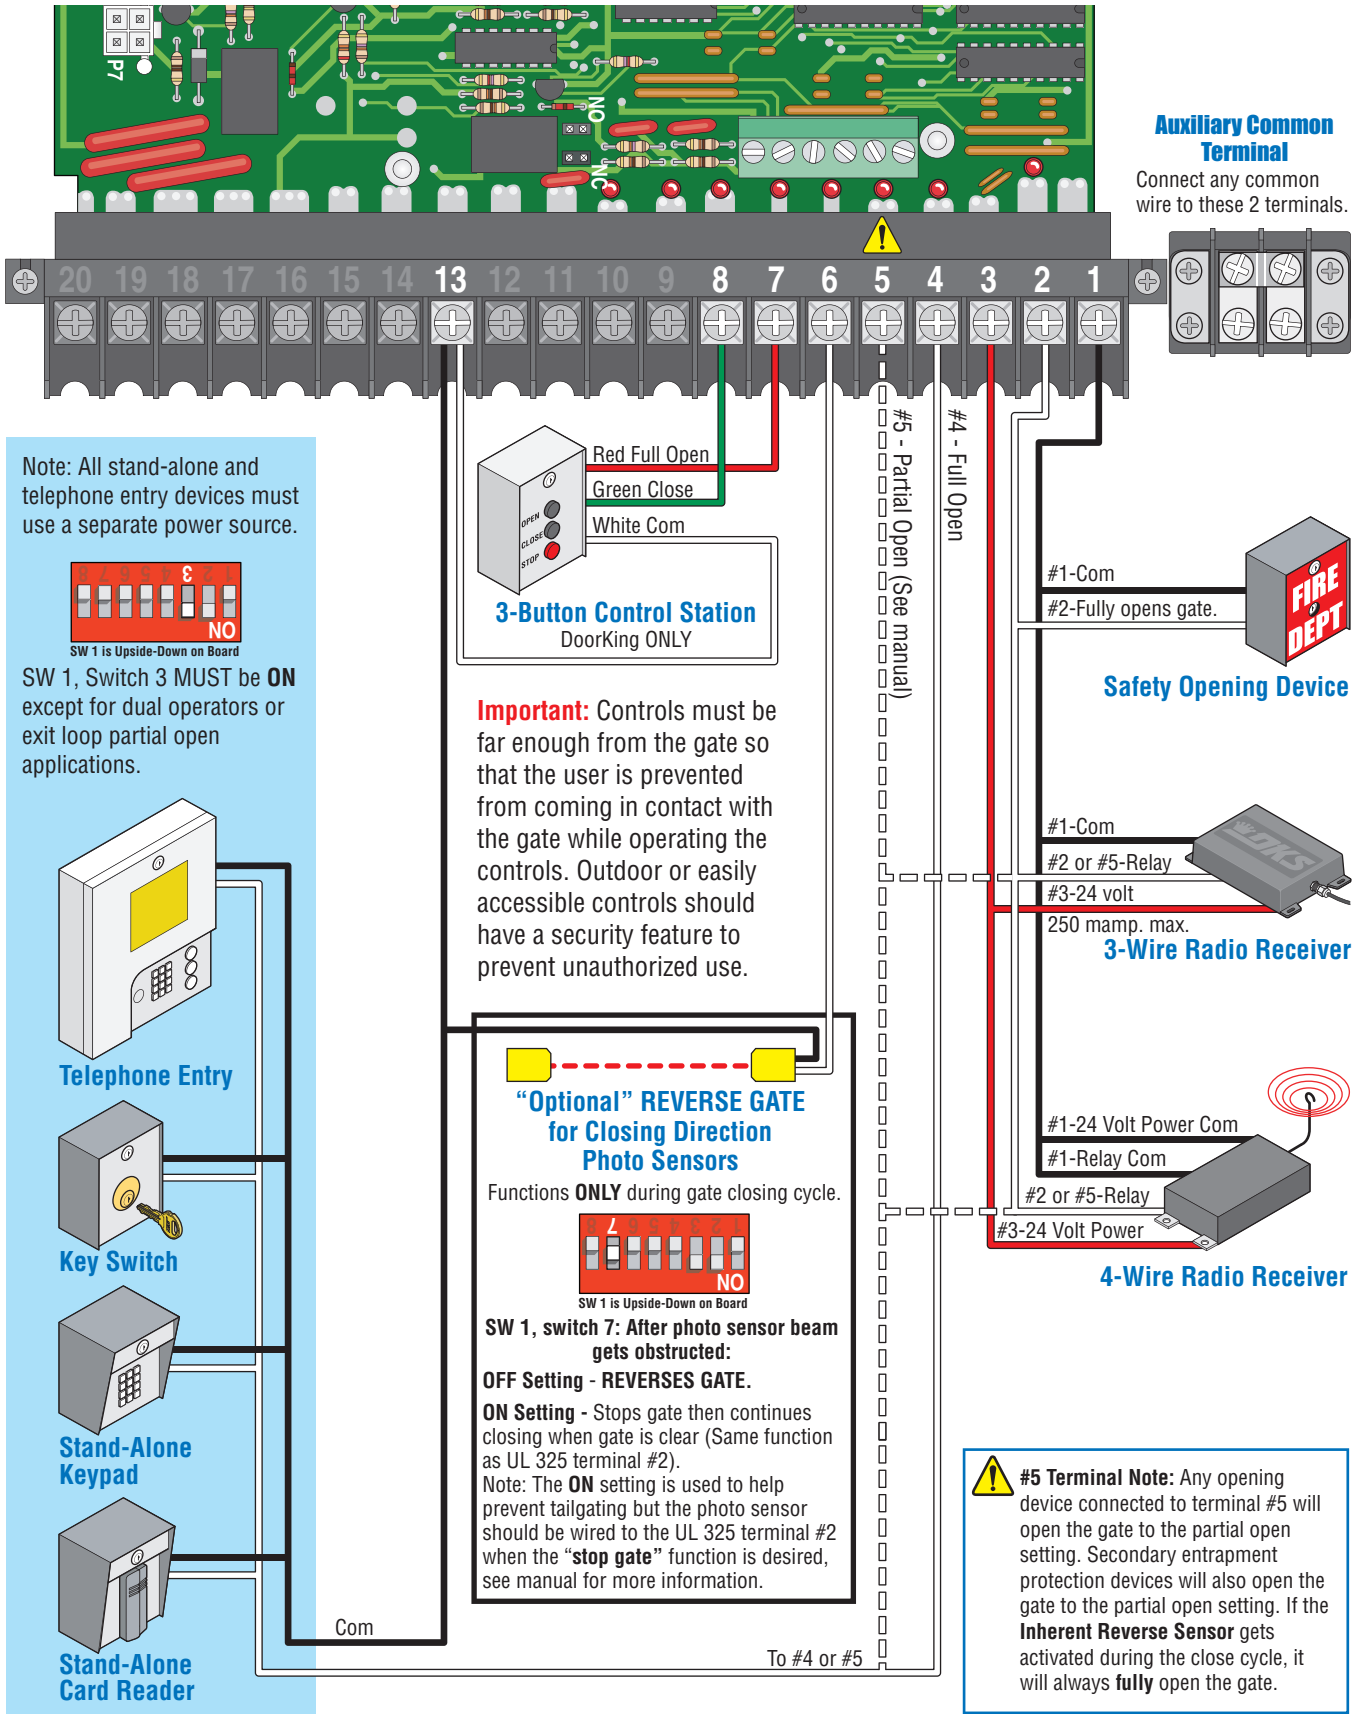 P7
NO
NC
Auxiliary Common
Terminal
Connect any common
wire to these 2 terminals.
20 19 18 17 16 15 14 13 12 11 10 9 8 7 6 5 4 3 2 1
#5 - Partial Open (See manual)
#4 - Full Open
Note: All stand-alone and
telephone entry devices must
use a separate power source.
8 7 6 5 4 3 2 1
NO
SW 1 is Upside-Down on Board
SW 1, Switch 3 MUST be ON
except for dual operators or
exit loop partial open
applications.
Telephone Entry
Key Switch
Stand-Alone
Keypad
Stand-Alone
Card Reader
Com
To #4 or #5
OPEN
CLOSE
STOP
Red Full Open
Green Close
White Com
3-Button Control Station
DoorKing ONLY
Important: Controls must be
far enough from the gate so
that the user is prevented
from coming in contact with
the gate while operating the
controls. Outdoor or easily
accessible controls should
have a security feature to
prevent unauthorized use.
“Optional” REVERSE GATE
for Closing Direction
Photo Sensors
Functions ONLY during gate closing cycle.
8 7 6 5 4 3 2 1
NO
SW 1 is Upside-Down on Board
SW 1, switch 7: After photo sensor beam
gets obstructed:
OFF Setting - REVERSES GATE.
ON Setting - Stops gate then continues
closing when gate is clear (Same function
as UL 325 terminal #2).
Note: The ON setting is used to help
prevent tailgating but the photo sensor
should be wired to the UL 325 terminal #2
when the “stop gate” function is desired,
see manual for more information.
#1-Com
#2-Fully opens gate.
FIRE
DEPT
Safety Opening Device
#1-Com
#2 or #5-Relay
#3-24 volt
250 mamp. max.
DKS
3-Wire Radio Receiver
#1-24 Volt Power Com
#1-Relay Com
#2 or #5-Relay
#3-24 Volt Power
4-Wire Radio Receiver
#5 Terminal Note: Any opening
device connected to terminal #5 will
open the gate to the partial open
setting. Secondary entrapment
protection devices will also open the
gate to the partial open setting. If the
Inherent Reverse Sensor gets
activated during the close cycle, it
will always fully open the gate.